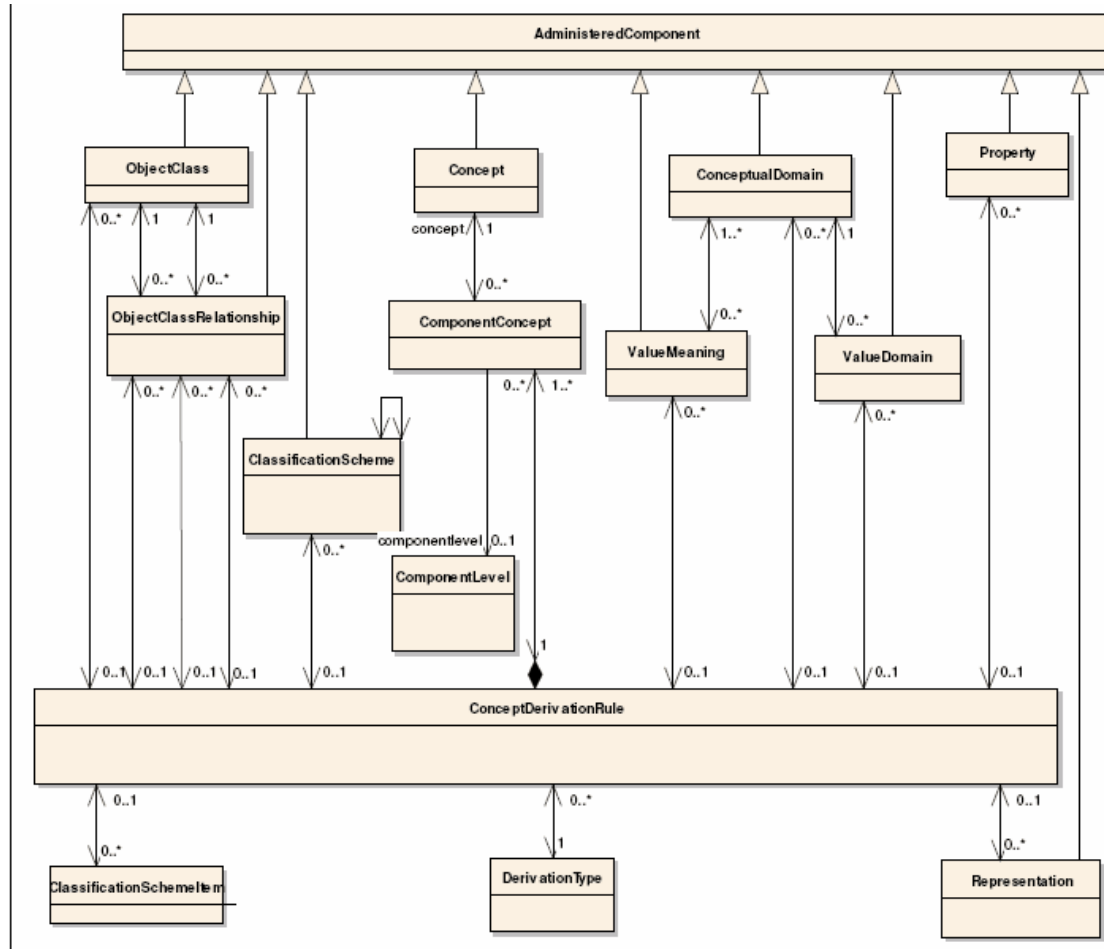 AdministeredComponent
ObjectClass
Concept
ConceptualDomain
Property
0..*
1
1
concept
1
1..*
0..*
1
0..*
0..*
0..*
0..*
0..*
0..*
ObjectClassRelationship
ComponentConcept
ValueMeaning
ValueDomain
0..*
0..*
0..*
0..*
1..*
0..*
0..*
ClassificationScheme
componentlevel
0..1
0..*
ComponentLevel
1
0..1
0..1
0..1
0..1
0..1
0..1
0..1
0..1
0..1
ConceptDerivationRule
0..1
0..*
0..1
0..*
1
0..*
ClassificationSchemeItem
DerivationType
Representation